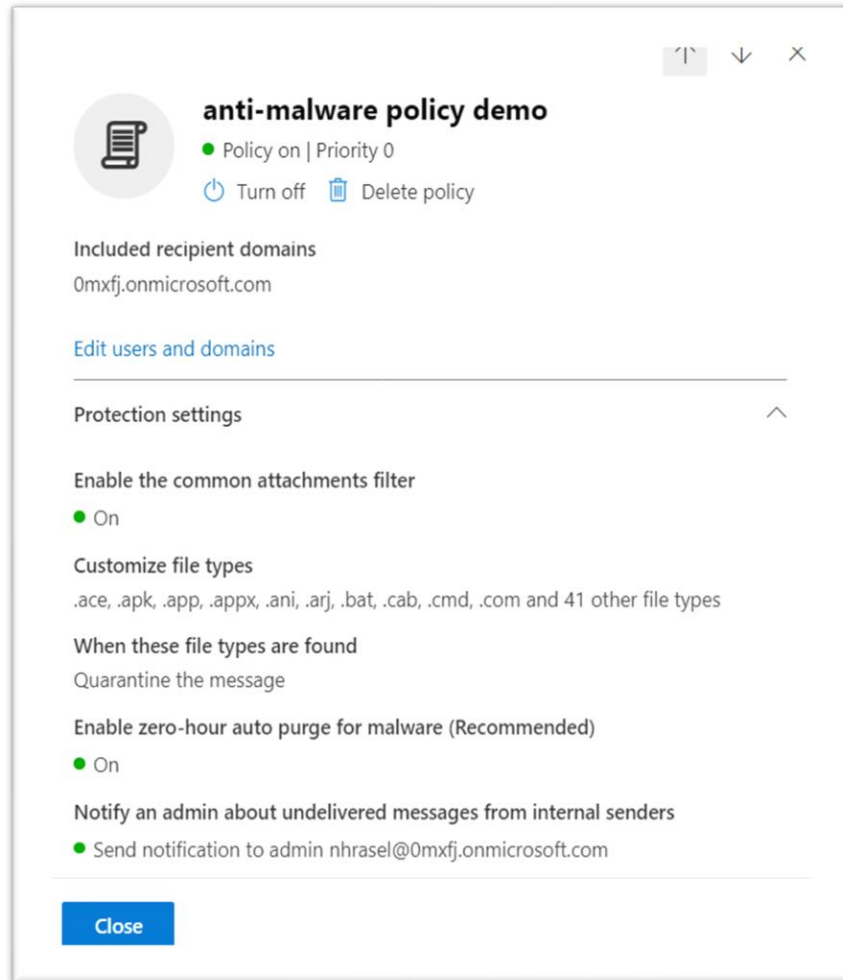 anti-malware policy demo
Policy on | Priority 0
Turn off Delete policy
Included recipient domains
0mxfj.onmicrosoft.com
Edit users and domains
Protection settings
Enable the common attachments filter
On
Customize file types
.ace, .apk, .app, .appx, .ani, .arj, .bat, .cab, .cmd, .com and 41 other file types
When these file types are found
Quarantine the message
Enable zero-hour auto purge for malware (Recommended)
On
Notify an admin about undelivered messages from internal senders
Send notification to admin nhrasel@0mxfj.onmicrosoft.com
Close